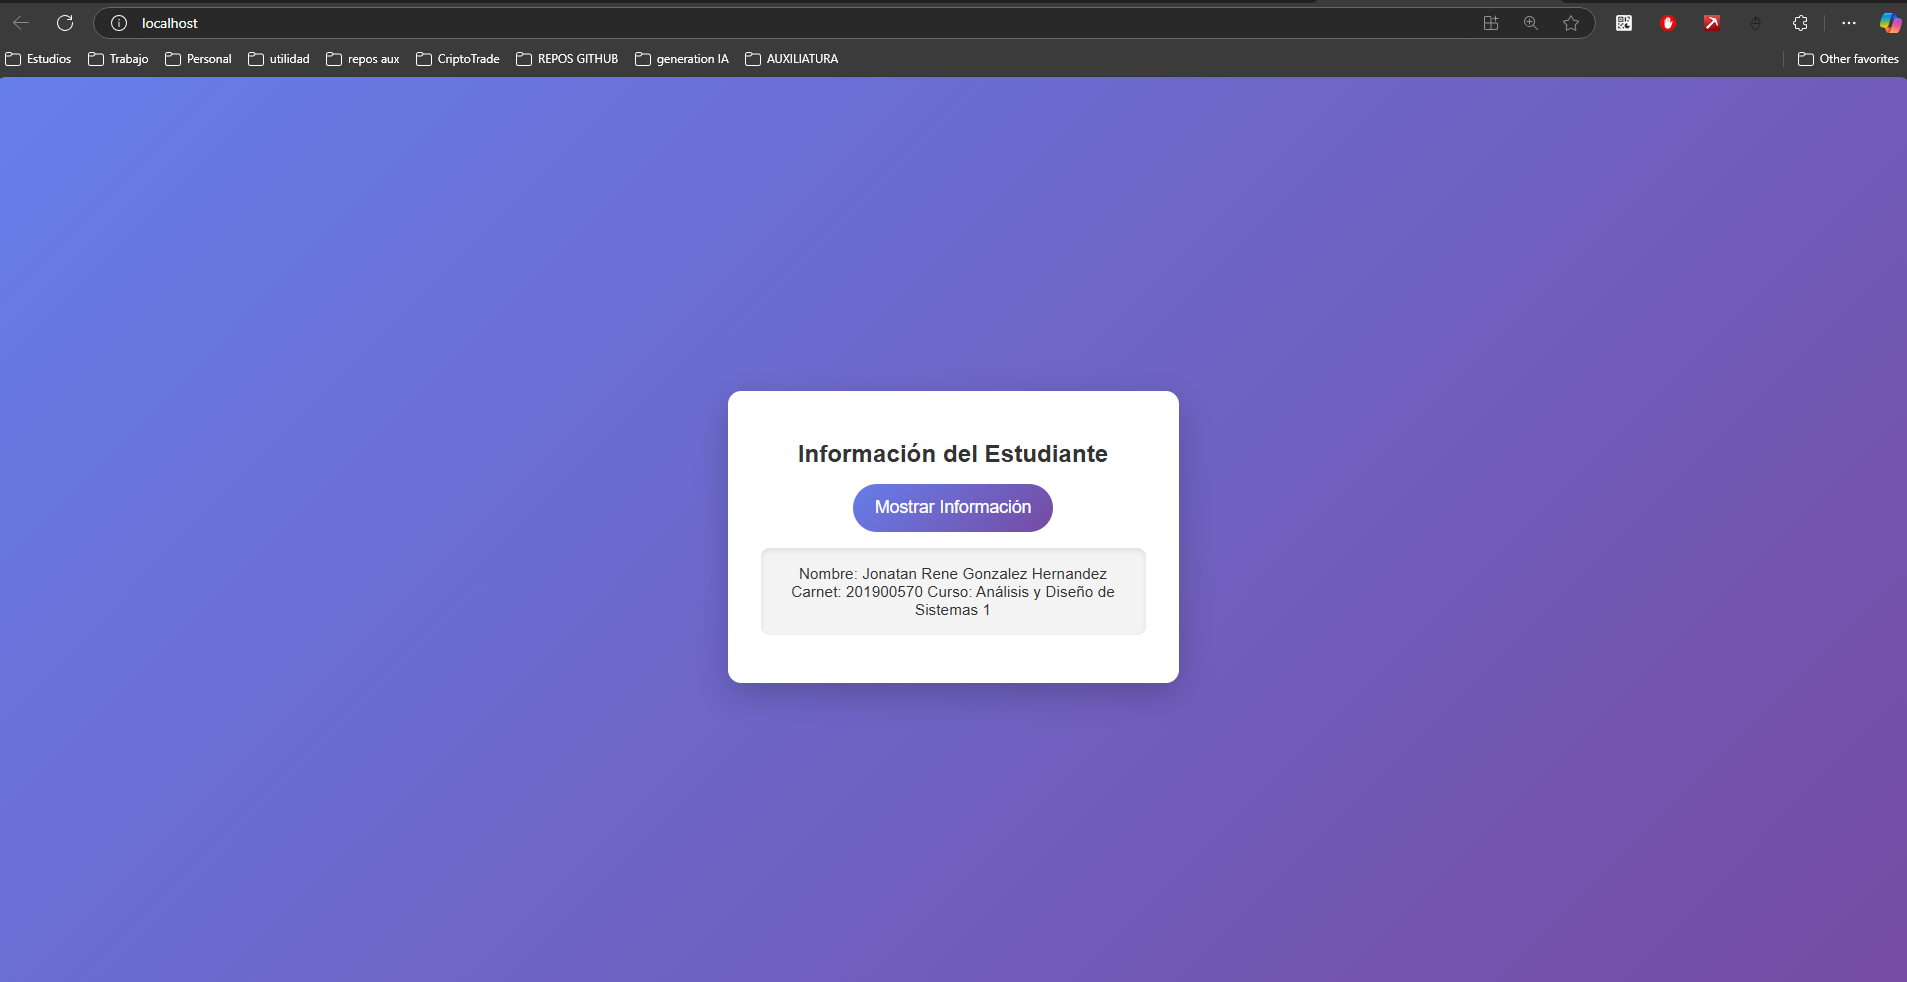 localhost
Estudios Trabajo Personal utilidad repos aux CriptoTrade REPOS GITHUB generation IA AUXILIATURA Other favorites
Información del Estudiante
Mostrar Información
Nombre: Jonatan Rene Gonzalez Hernandez
Carnet: 201900570 Curso: Análisis y Diseño de
Sistemas 1